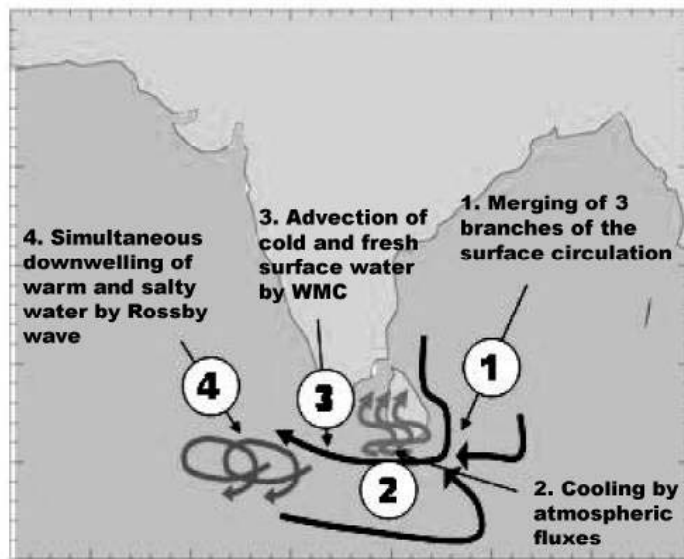 1. Merging of 3
branches of the
surface circulation
3. Advection of
cold and fresh
surface water
by WMC
4. Simultaneous
downwelling of
warm and salty
water by Rossby
wave
1
4
3
2
2. Cooling by
atmospheric
fluxes